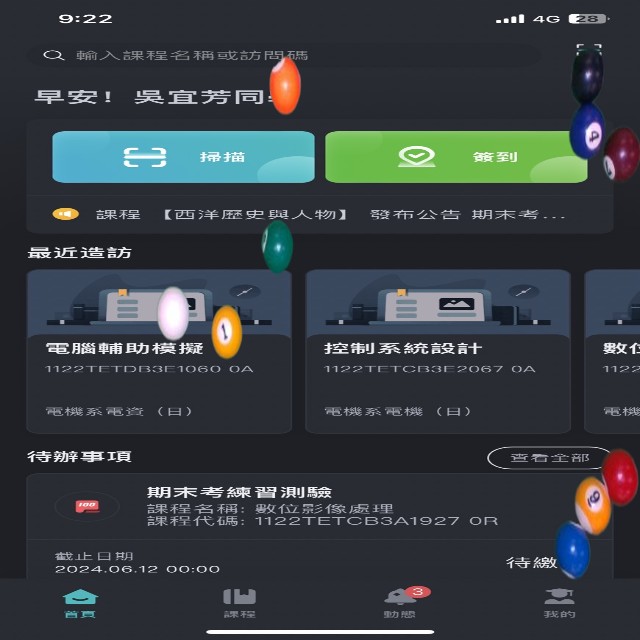 9:22 4G 28
輸入課程名稱或訪問碼
早安！吳宜芳同
掃描 簽到
課程 【西洋歷史與人物】 發布公告 期末考...
最近造訪
電腦輔助模擬 控制系統設計 數位
1122TETDB3E1060 0A 1122TETCB3E2067 0A 1122
電機系電資（日） 電機系電機（日） 電機
待辦事項 查看全部
100
期末考練習測驗
課程名稱: 數位影像處理
課程代碼: 1122TETCB3A1927 0R
截止日期
2024.06.12 00:00
待繳
3
首頁 課程 動態 我的
4
1